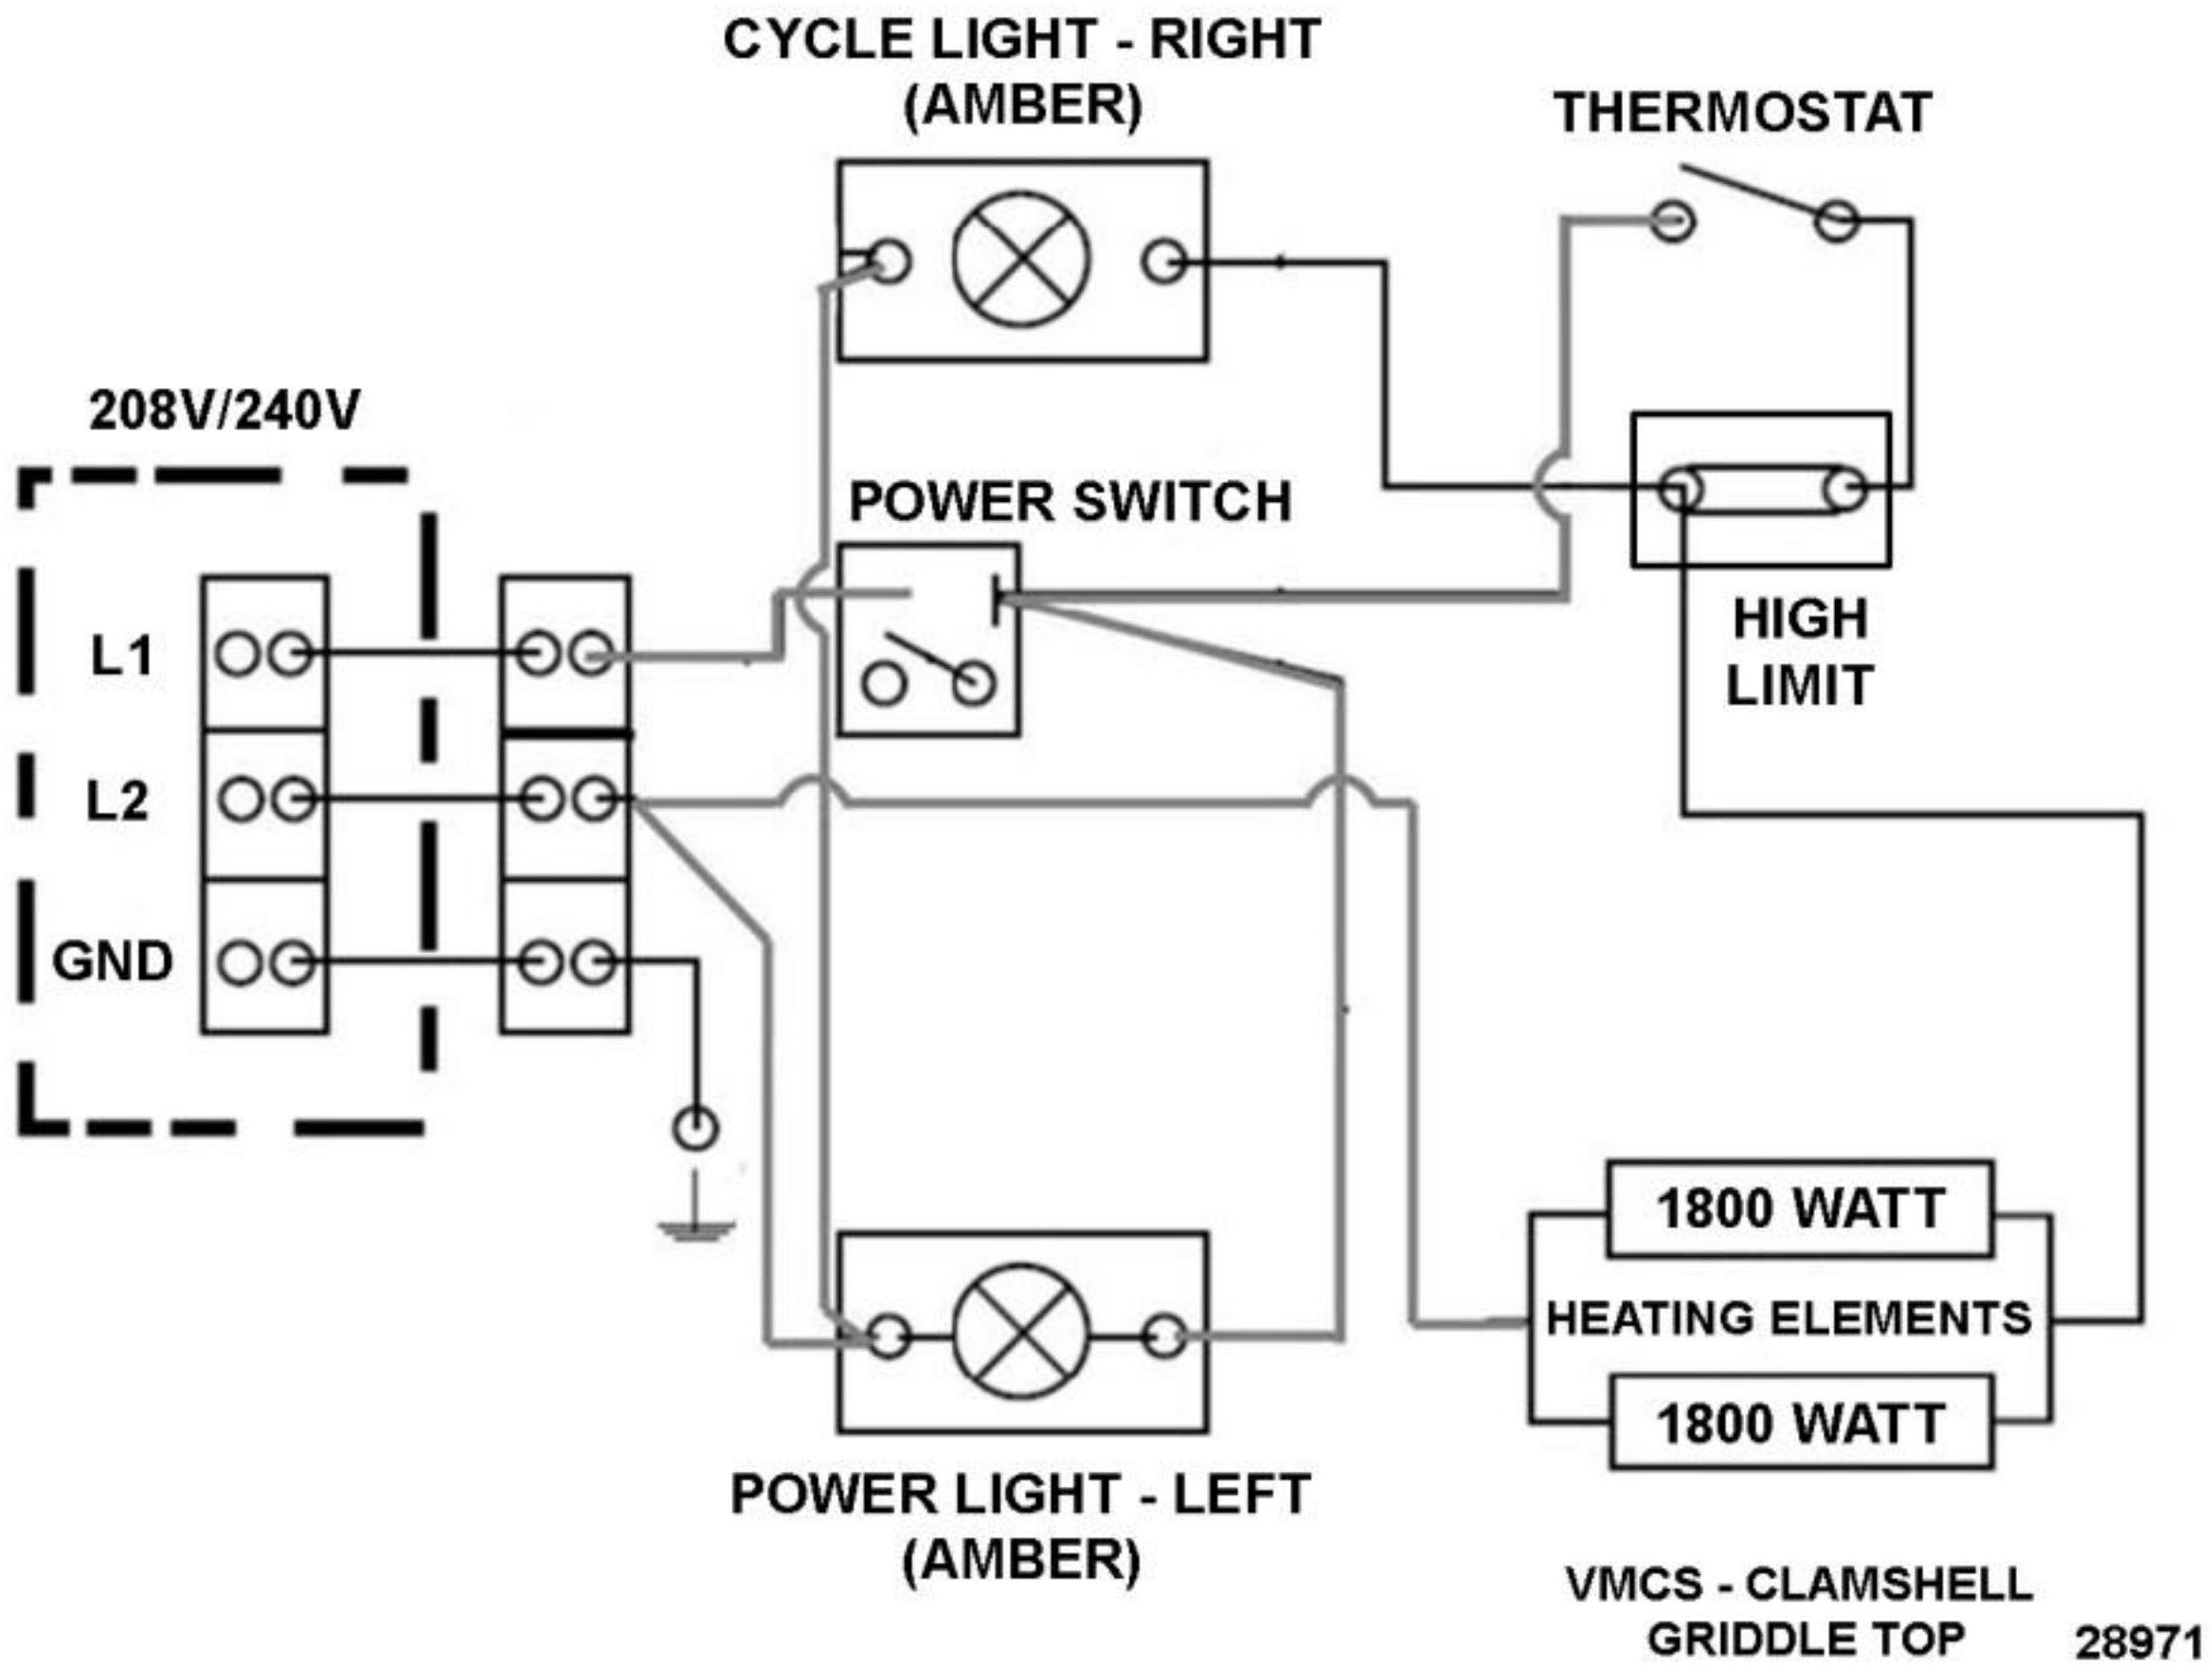 CYCLE LIGHT - RIGHT
(AMBER)
THERMOSTAT
208V/240V
POWER SWITCH
HIGH
LIMIT
L1
L2
GND
1800 WATT
HEATING ELEMENTS
1800 WATT
POWER LIGHT - LEFT
(AMBER)
VMCS - CLAMSHELL
GRIDDLE TOP
28971